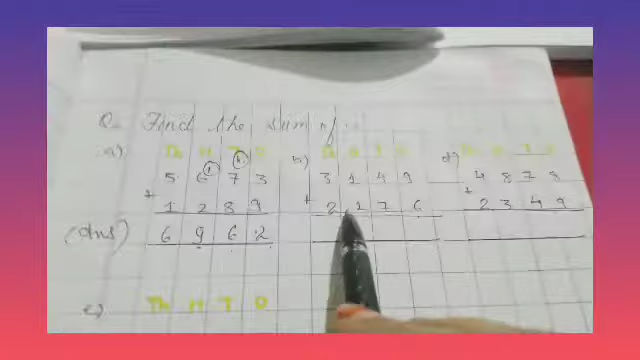 Q. Find the sum of :
a) Th H T O b) Th H T O d) Th H T O
5 6 1 7 1 3 3 1 4 9 4 8 7 8
+ 1 2 8 9 + 2 1 7 6 + 2 3 4 9
(Ans) 6 9 6 2
c) Th H T O